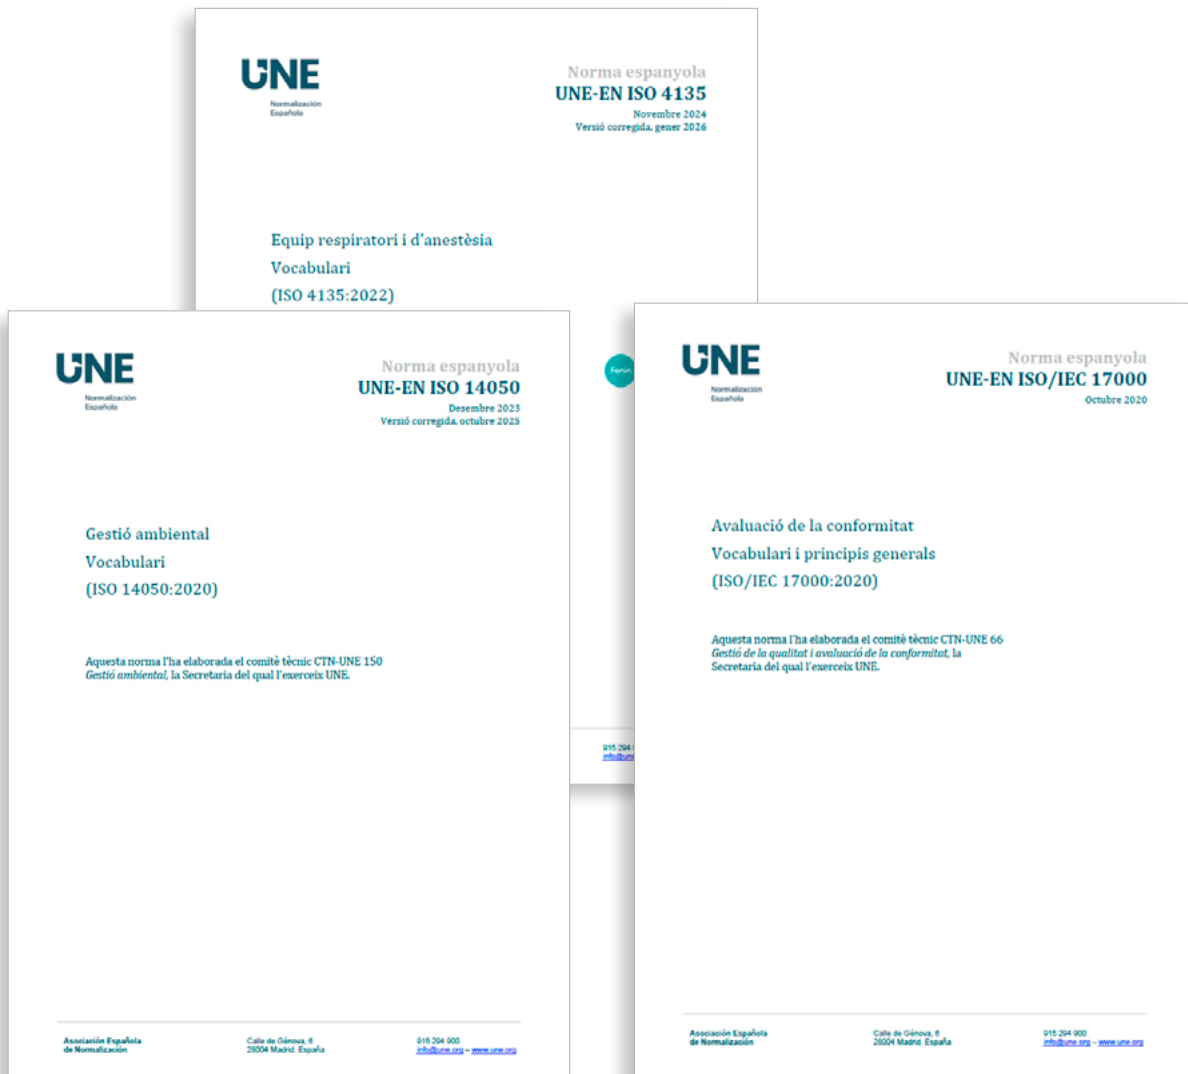 UNE
Normalización
Española
Norma espanyola
UNE-EN ISO 4135
Novembre 2024
Versió corregida, gener 2026
Equip respiratori i d'anestèsia
Vocabulari
(ISO 4135:2022)
Fenin
915 294
UNE
Normalización
Española
Norma espanyola
UNE-EN ISO 14050
Desembre 2023
Versió corregida, octubre 2025
Gestió ambiental
Vocabulari
(ISO 14050:2020)
Aquesta norma l'ha elaborada el comitè tècnic CTN-UNE 150
Gestió ambiental, la Secretaria del qual l'exerceix UNE.
Asociación Española
de Normalización
Calle de Génova, 6
28004 Madrid. España
915 294 900
info@une.org – www.une.org
UNE
Normalización
Española
Norma espanyola
UNE-EN ISO/IEC 17000
Octubre 2020
Avaluació de la conformitat
Vocabulari i principis generals
(ISO/IEC 17000:2020)
Aquesta norma l'ha elaborada el comitè tècnic CTN-UNE 66
Gestió de la qualitat i avaluació de la conformitat, la
Secretaria del qual l'exerceix UNE.
Asociación Española
de Normalización
Calle de Génova, 6
28004 Madrid. España
915 294 900
info@une.org – www.une.org